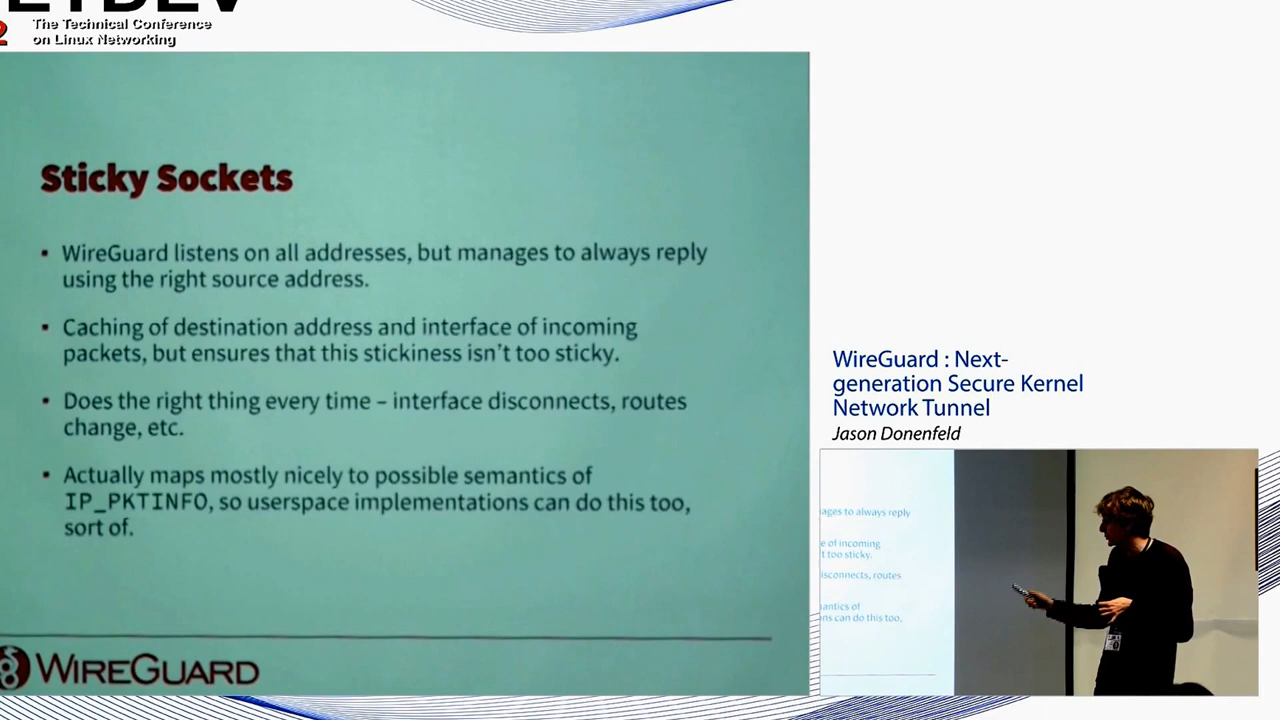 The Technical Conference
on Linux Networking
Sticky Sockets
▪ WireGuard listens on all addresses, but manages to always reply
using the right source address.
▪ Caching of destination address and interface of incoming
packets, but ensures that this stickiness isn't too sticky.
▪ Does the right thing every time – interface disconnects, routes
change, etc.
▪ Actually maps mostly nicely to possible semantics of
IP_PKTINFO, so userspace implementations can do this too,
sort of.
WIREGUARD
WireGuard : Next-
generation Secure Kernel
Network Tunnel
Jason Donenfeld
ages to always reply
e of incoming
t too sticky.
isconnects, routes
antics of
ns can do this too,